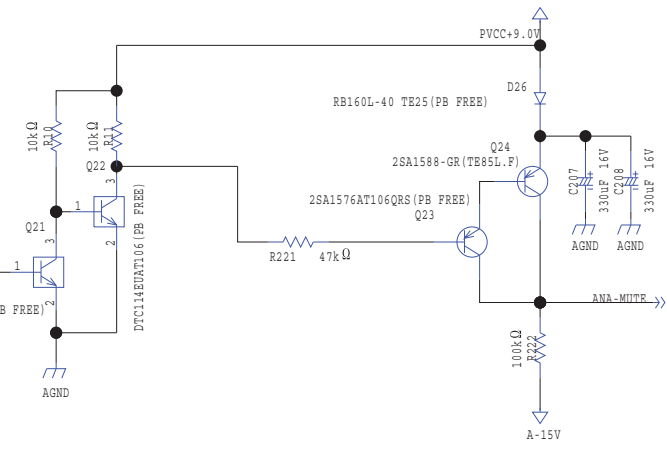 PVCC+9.0V
D26
RB160L-40 TE25(PB FREE)
10kΩ
R10
10kΩ
R11
Q24
2SA1588-GR(TE85L.F)
C207
330uF 16V
C208
330uF 16V
Q22
3
1
2
DTC114EUAT106(PB FREE)
2SA1576AT106QRS(PB FREE)
Q23
Q21
3
1
2
B FREE)
R221 47kΩ
AGND AGND
ANA-MUTE
100kΩ
R222
AGND
A-15V